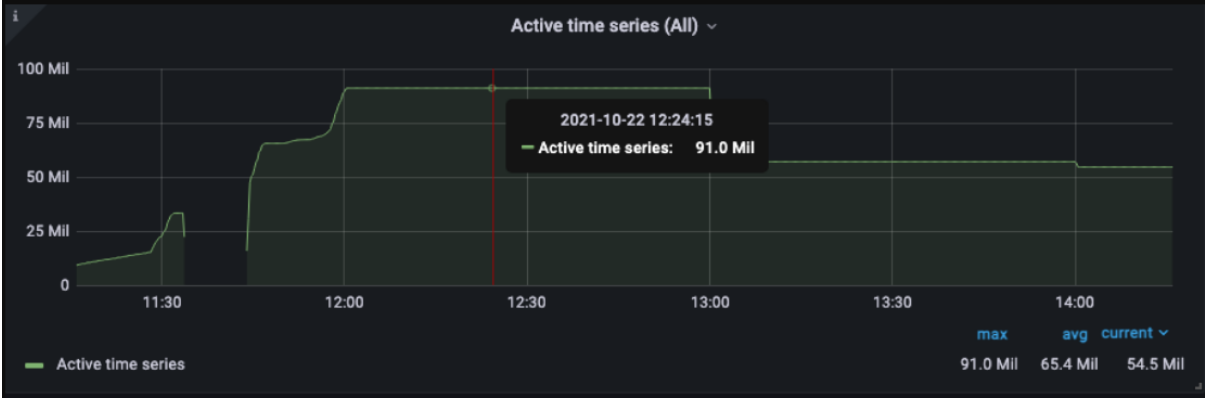 i
Active time series (All)
100 Mil
75 Mil
50 Mil
25 Mil
0
2021-10-22 12:24:15
Active time series: 91.0 Mil
11:30 12:00 12:30 13:00 13:30 14:00
max avg current
Active time series 91.0 Mil 65.4 Mil 54.5 Mil